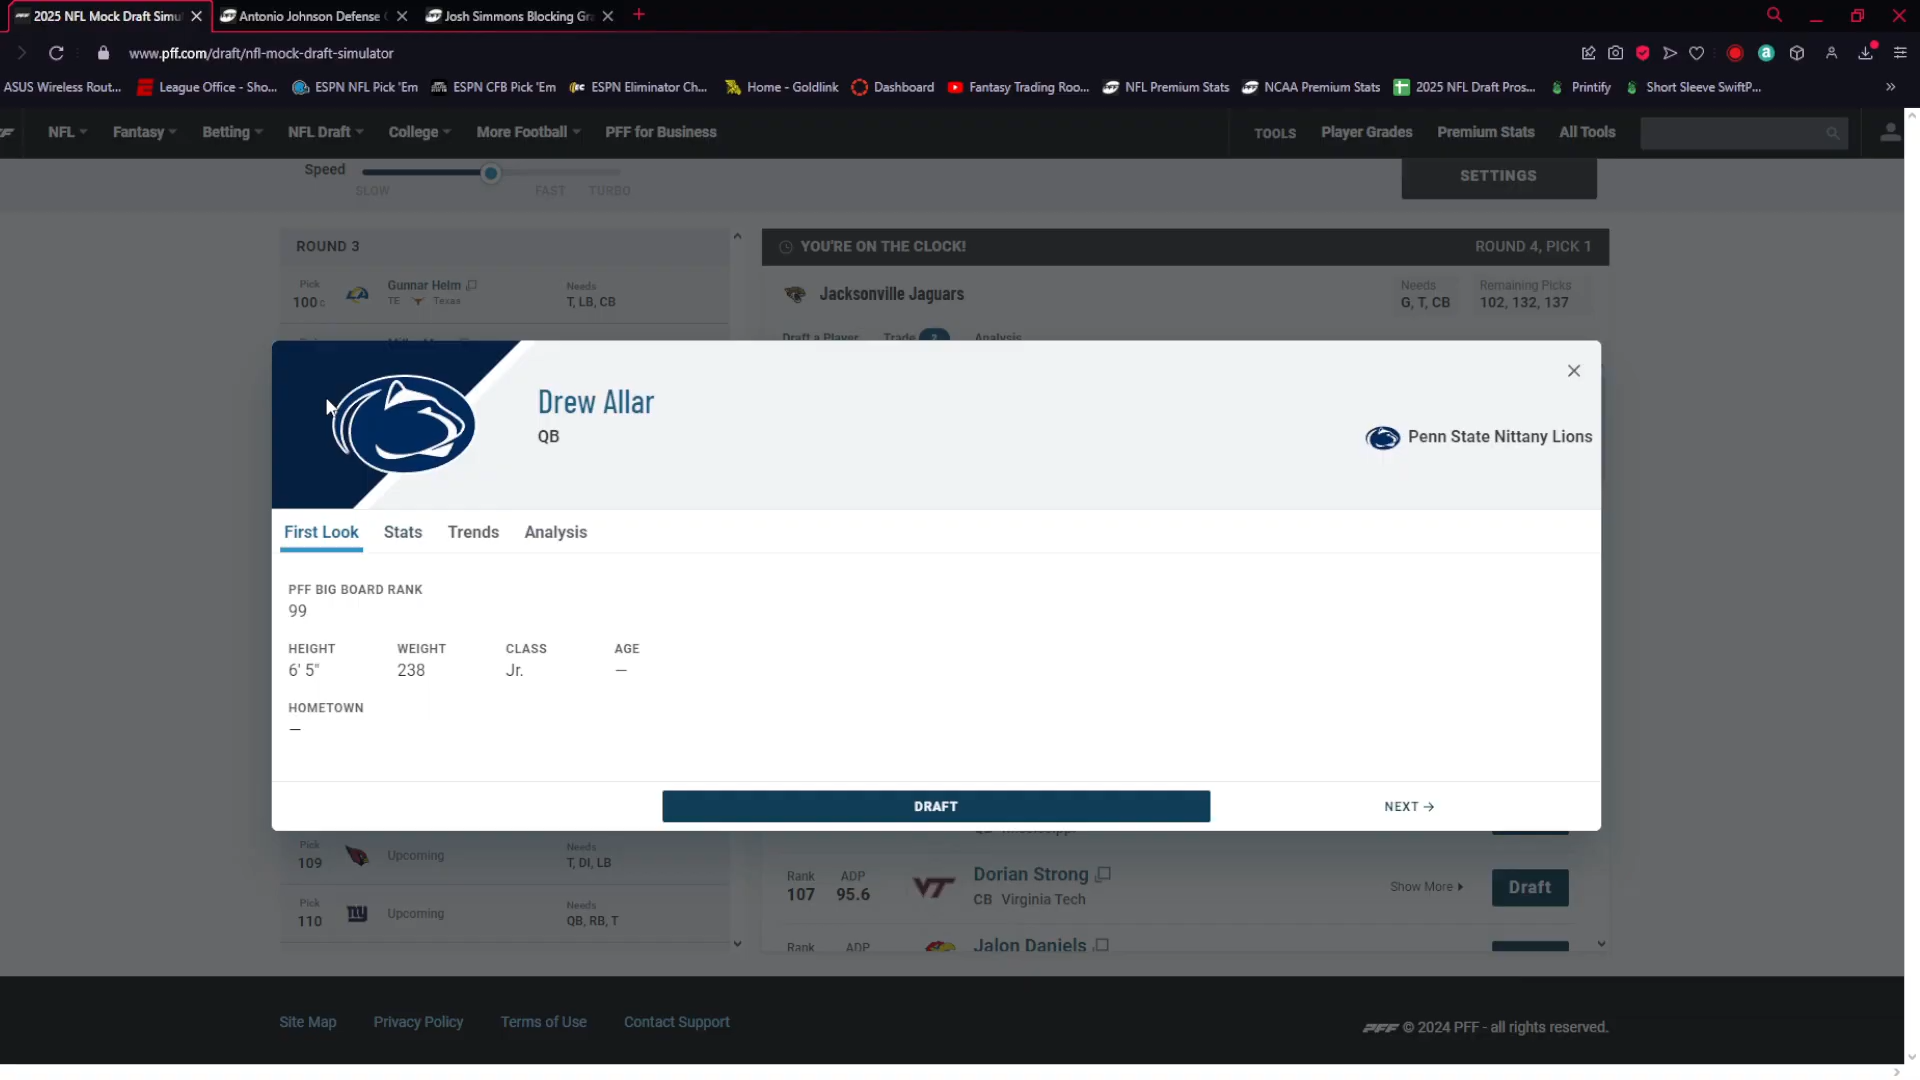 2025 NFL Mock Draft Simu
Antonio Johnson Defense
Josh Simmons Blocking Gr
www.pff.com/draft/nfl-mock-draft-simulator
ASUS Wireless Rout...
League Office - Sho...
ESPN NFL Pick 'Em
ESPN CFB Pick 'Em
ESPN Eliminator Ch...
Home - Goldlink
Dashboard
Fantasy Trading Roo...
NFL Premium Stats
NCAA Premium Stats
2025 NFL Draft Pros...
Printify
Short Sleeve SwiftP...
NFL
Fantasy
Betting
NFL Draft
College
More Football
PFF for Business
TOOLS
Player Grades
Premium Stats
All Tools
Speed
SLOW
FAST
TURBO
SETTINGS
ROUND 3
Pick
100
Gunnar Helm
TE Texas
Needs
T, LB, CB
YOU'RE ON THE CLOCK!
ROUND 4, PICK 1
Jacksonville Jaguars
Needs
G, T, CB
Remaining Picks
102, 132, 137
Draft a Player
Trade
Analysis
Drew Allar
QB
Penn State Nittany Lions
First Look
Stats
Trends
Analysis
PFF BIG BOARD RANK
99
HEIGHT
6' 5"
WEIGHT
238
CLASS
Jr.
AGE
—
HOMETOWN
—
DRAFT
NEXT →
Pick
109
Upcoming
Needs
T, DI, LB
Pick
110
Upcoming
Needs
QB, RB, T
Rank
107
ADP
95.6
VT
Dorian Strong
CB Virginia Tech
Show More
Draft
Rank
ADP
Jalon Daniels
Site Map
Privacy Policy
Terms of Use
Contact Support
PFF © 2024 PFF - all rights reserved.